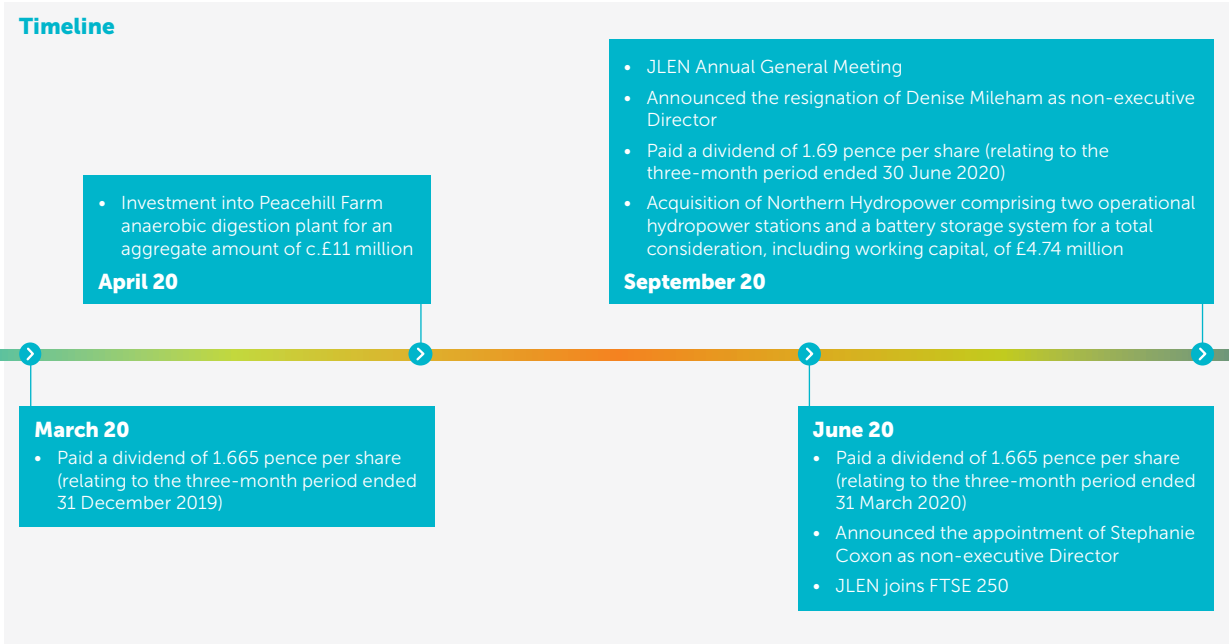 Timeline
• JLEN Annual General Meeting
• Announced the resignation of Denise Mileham as non-executive
Director
• Paid a dividend of 1.69 pence per share (relating to the
three-month period ended 30 June 2020)
• Acquisition of Northern Hydropower comprising two operational
hydropower stations and a battery storage system for a total
consideration, including working capital, of £4.74 million
September 20
• Investment into Peacehill Farm
anaerobic digestion plant for an
aggregate amount of c.£11 million
April 20
March 20
• Paid a dividend of 1.665 pence per share
(relating to the three-month period ended
31 December 2019)
June 20
• Paid a dividend of 1.665 pence per share
(relating to the three-month period ended
31 March 2020)
• Announced the appointment of Stephanie
Coxon as non-executive Director
• JLEN joins FTSE 250